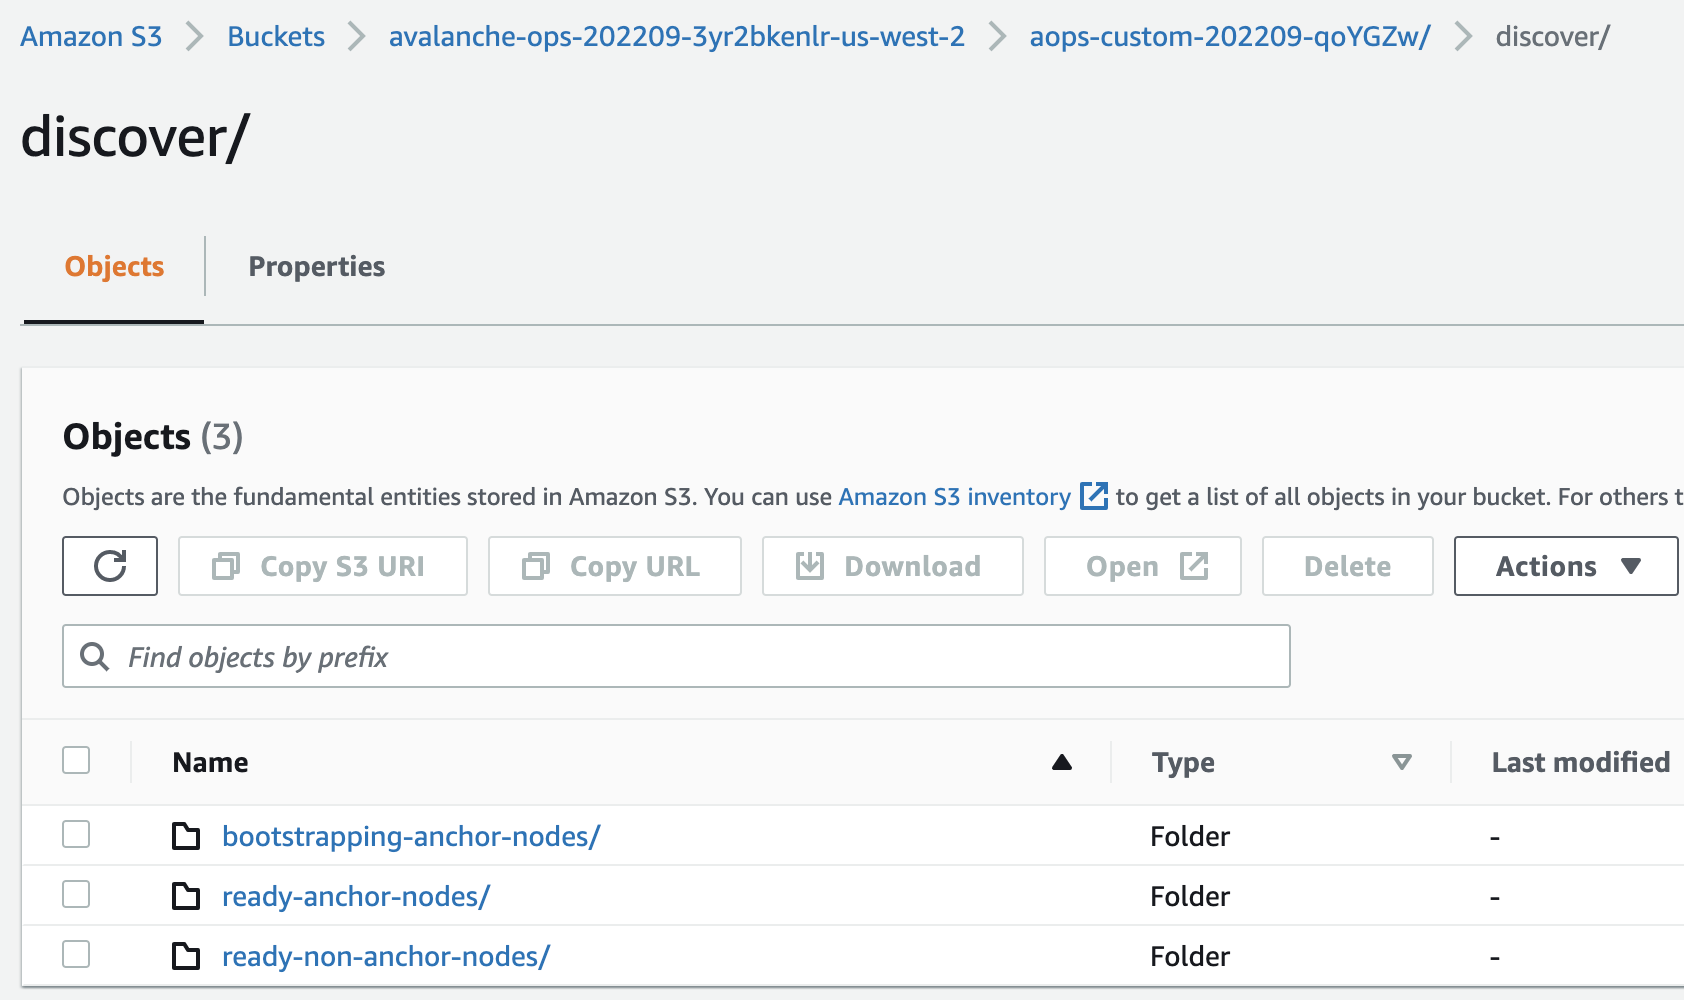 Amazon S3 > Buckets > avalanche-ops-202209-3yr2bkenlr-us-west-2 > aops-custom-202209-qoYGZw/ > discover/
discover/
Objects Properties
Objects (3)
Objects are the fundamental entities stored in Amazon S3. You can use Amazon S3 inventory to get a list of all objects in your bucket. For others t
Copy S3 URI Copy URL Download Open Delete Actions
Find objects by prefix
Name Type Last modified
bootstrapping-anchor-nodes/ Folder -
ready-anchor-nodes/ Folder -
ready-non-anchor-nodes/ Folder -